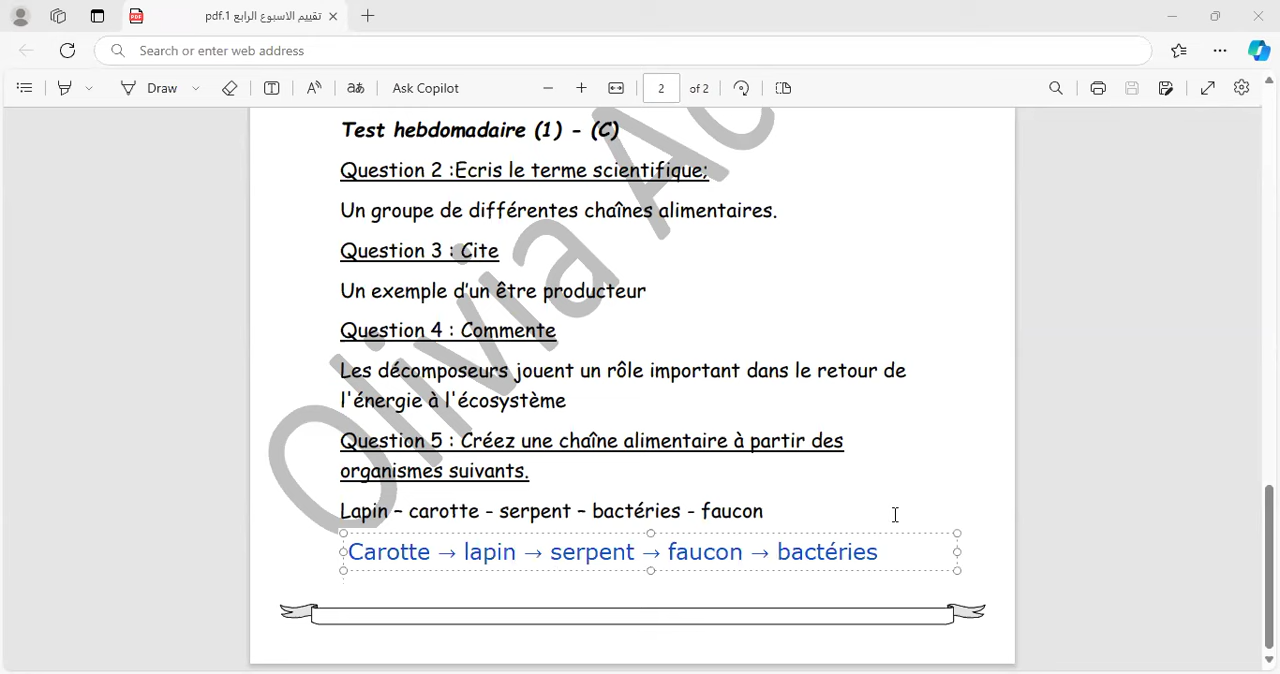 تقييم الاسبوع الرابع 1.pdf
Search or enter web address
Draw
Ask Copilot
2 of 2
Test hebdomadaire (1) - (C)
Question 2 :Ecris le terme scientifique;
Un groupe de différentes chaînes alimentaires.
Question 3 : Cite
Un exemple d'un être producteur
Question 4 : Commente
Les décomposeurs jouent un rôle important dans le retour de
l'énergie à l'écosystème
Question 5 : Créez une chaîne alimentaire à partir des
organismes suivants.
Lapin – carotte - serpent – bactéries - faucon
Carotte → lapin → serpent → faucon → bactéries
Olivia Ac